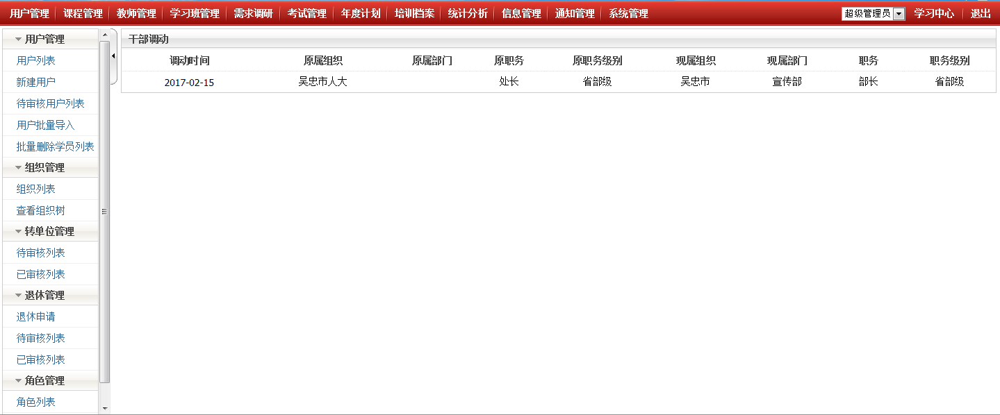 用户管理 课程管理 教师管理 学习班管理 需求调研 考试管理 年度计划 培训档案 统计分析 信息管理 通知管理 系统管理 超级管理员 学习中心 退出
用户管理
用户列表
新建用户
待审核用户列表
用户批量导入
批量删除学员列表
组织管理
组织列表
查看组织树
转单位管理
待审核列表
已审核列表
退休管理
退休申请
待审核列表
已审核列表
角色管理
角色列表
干部调动
调动时间 原属组织 原属部门 原职务 原职务级别 现属组织 现属部门 职务 职务级别
2017-02-15 吴忠市人大 处长 省部级 吴忠市 宣传部 部长 省部级